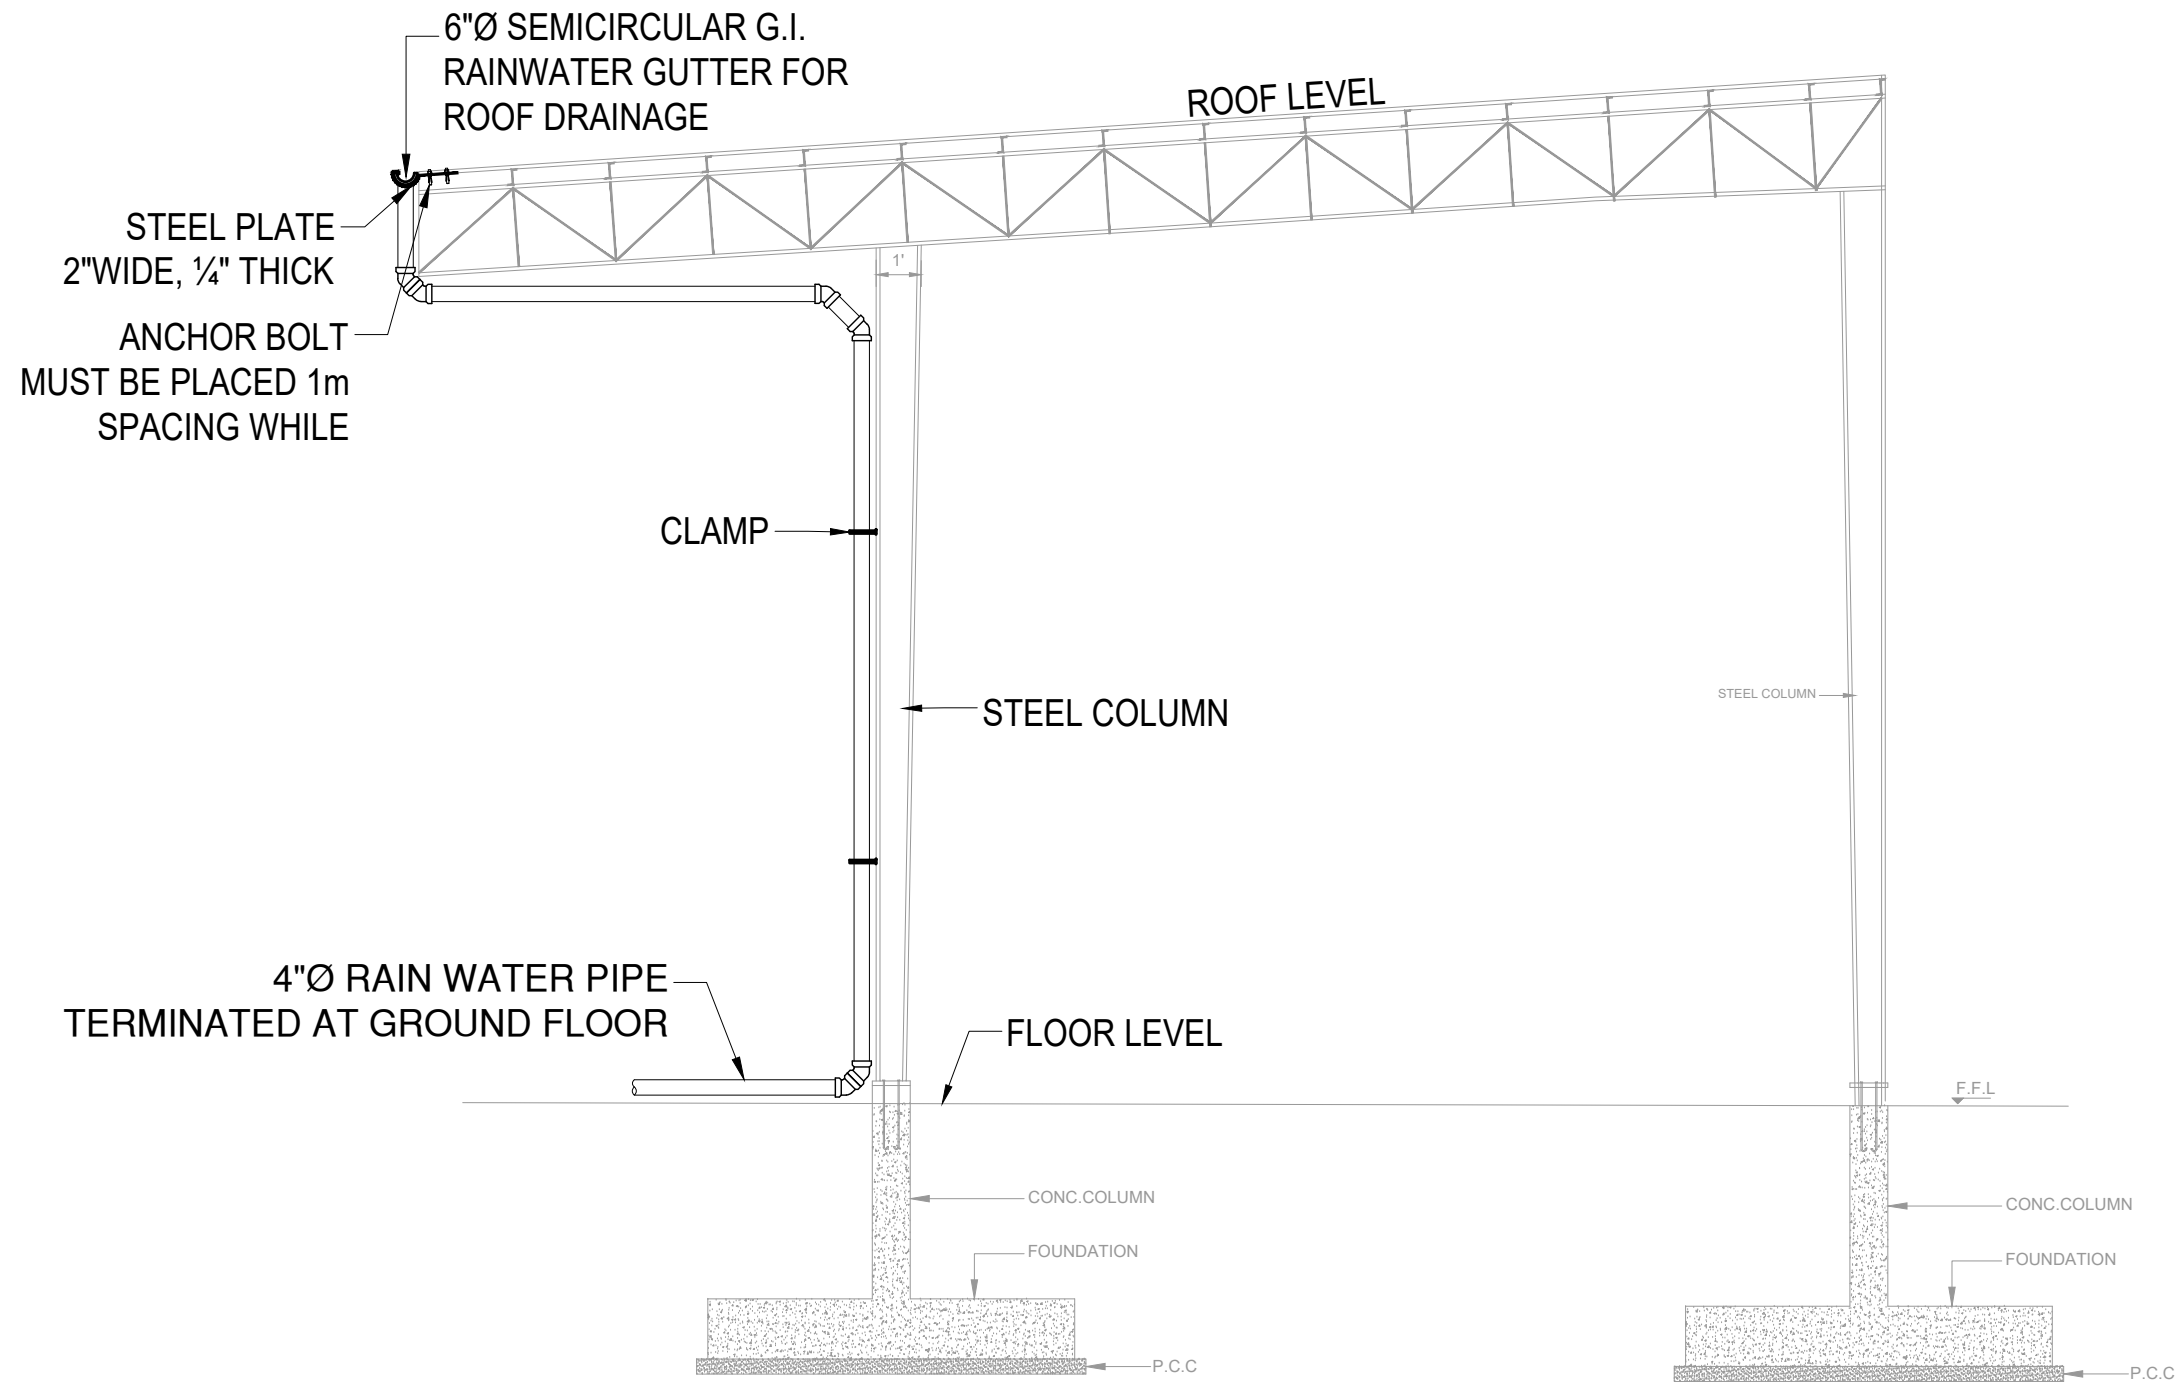 6"Ø SEMICIRCULAR G.I.
RAINWATER GUTTER FOR
ROOF DRAINAGE
ROOF LEVEL
STEEL PLATE
2"WIDE, ¼" THICK
1'
ANCHOR BOLT
MUST BE PLACED 1m
SPACING WHILE
CLAMP
STEEL COLUMN
STEEL COLUMN
4"Ø RAIN WATER PIPE
TERMINATED AT GROUND FLOOR
FLOOR LEVEL
F.F.L
CONC.COLUMN
CONC.COLUMN
FOUNDATION
FOUNDATION
P.C.C
P.C.C